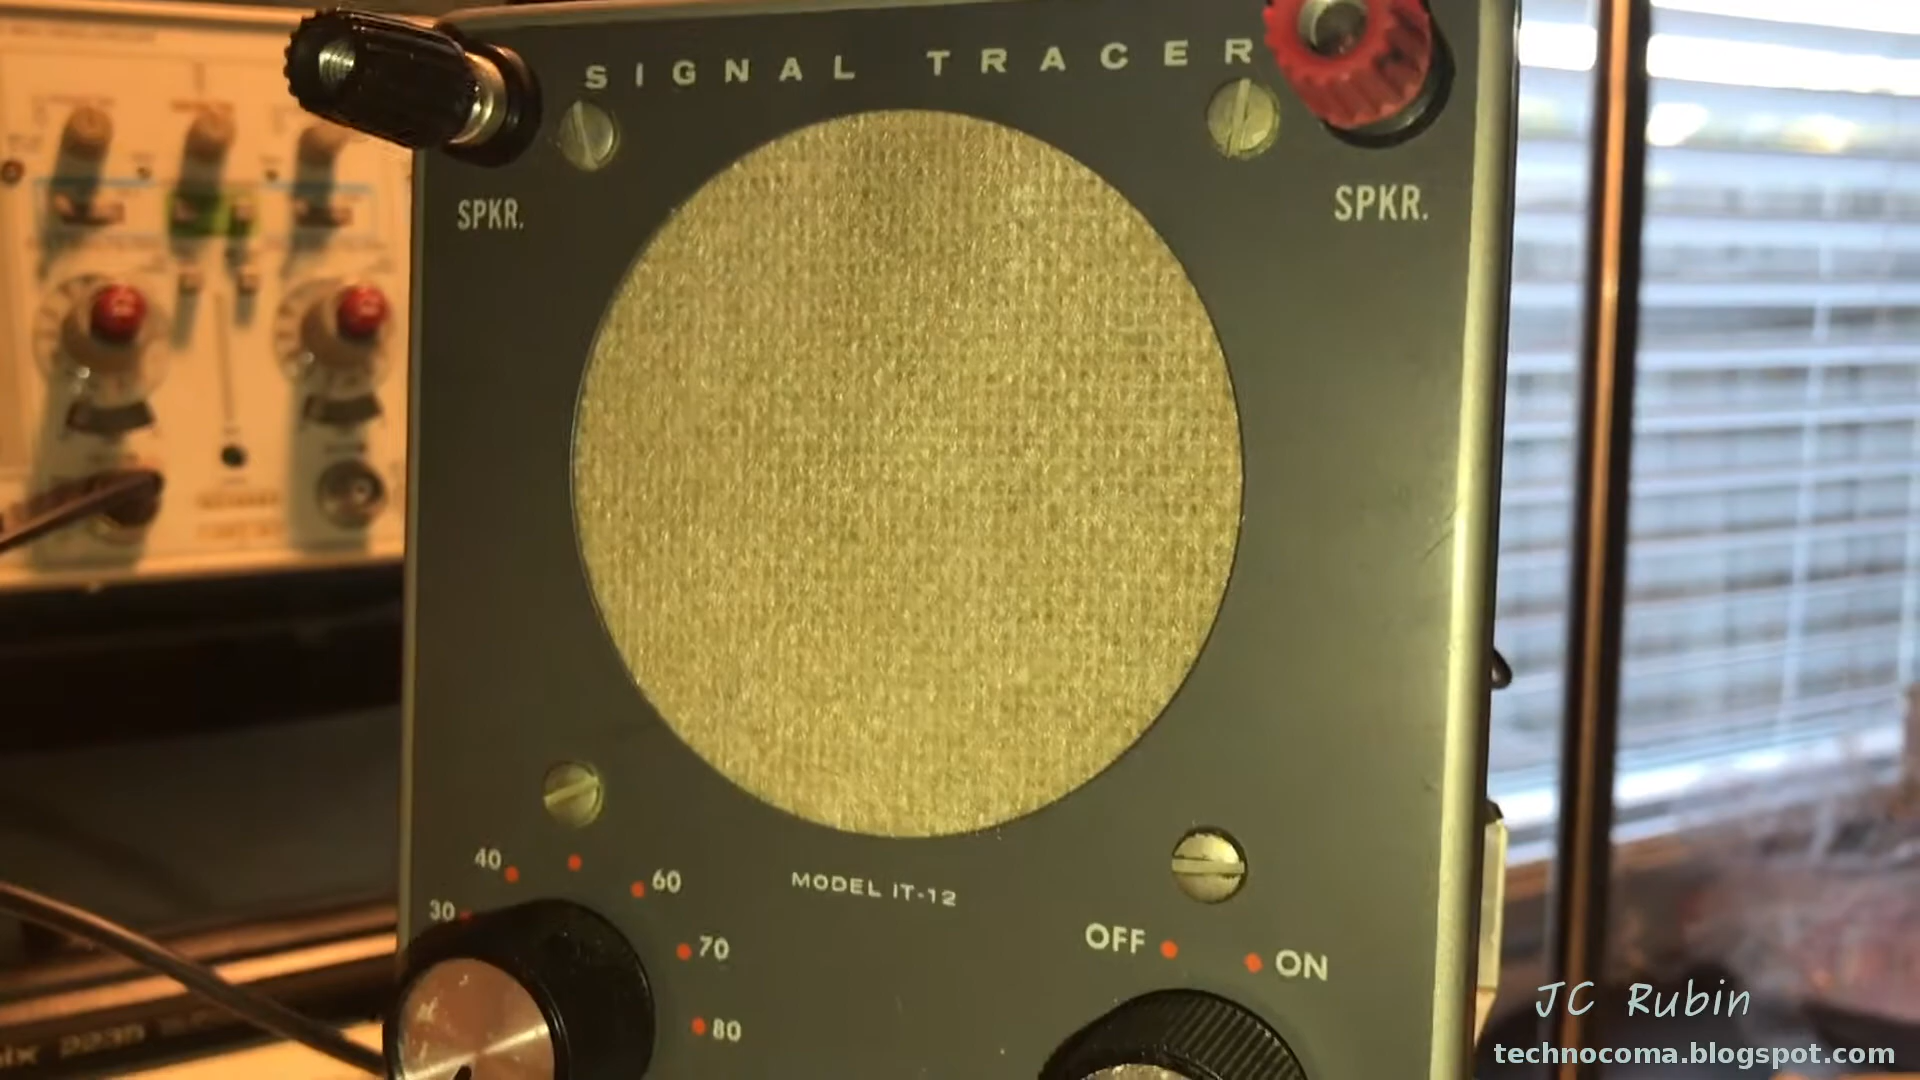 SIGNAL TRACER
SPKR.
SPKR.
40
60
30
70
80
MODEL IT-12
OFF
ON
2235
JC Rubin
technocoma.blogspot.com